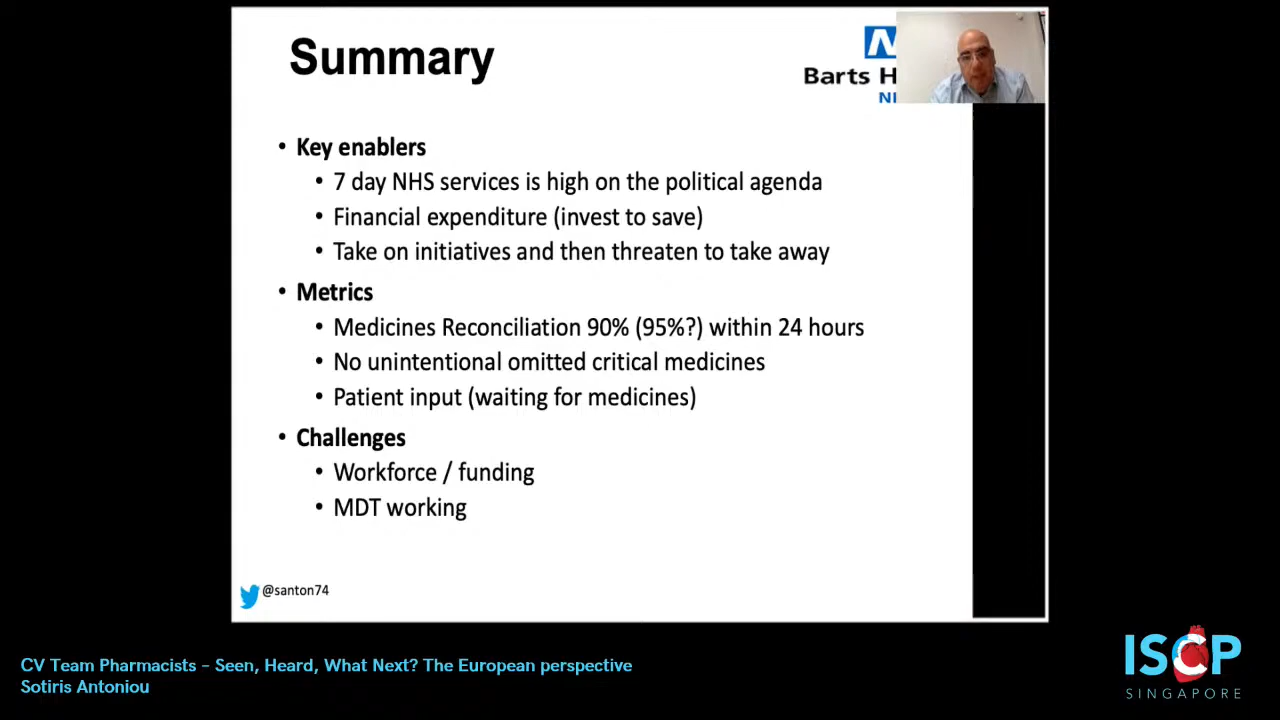 Summary
N
Barts H
NI
• Key enablers
• 7 day NHS services is high on the political agenda
• Financial expenditure (invest to save)
• Take on initiatives and then threaten to take away
• Metrics
• Medicines Reconciliation 90% (95%?) within 24 hours
• No unintentional omitted critical medicines
• Patient input (waiting for medicines)
• Challenges
• Workforce / funding
• MDT working
@santon74
CV Team Pharmacists – Seen, Heard, What Next? The European perspective
Sotiris Antoniou
ISCP
SINGAPORE